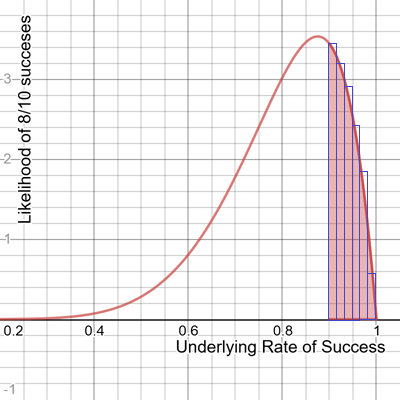 Likelihood of 8/10 succeses
3
2
1
0.2 0.4 0.6 0.8 1
Underlying Rate of Success
-1